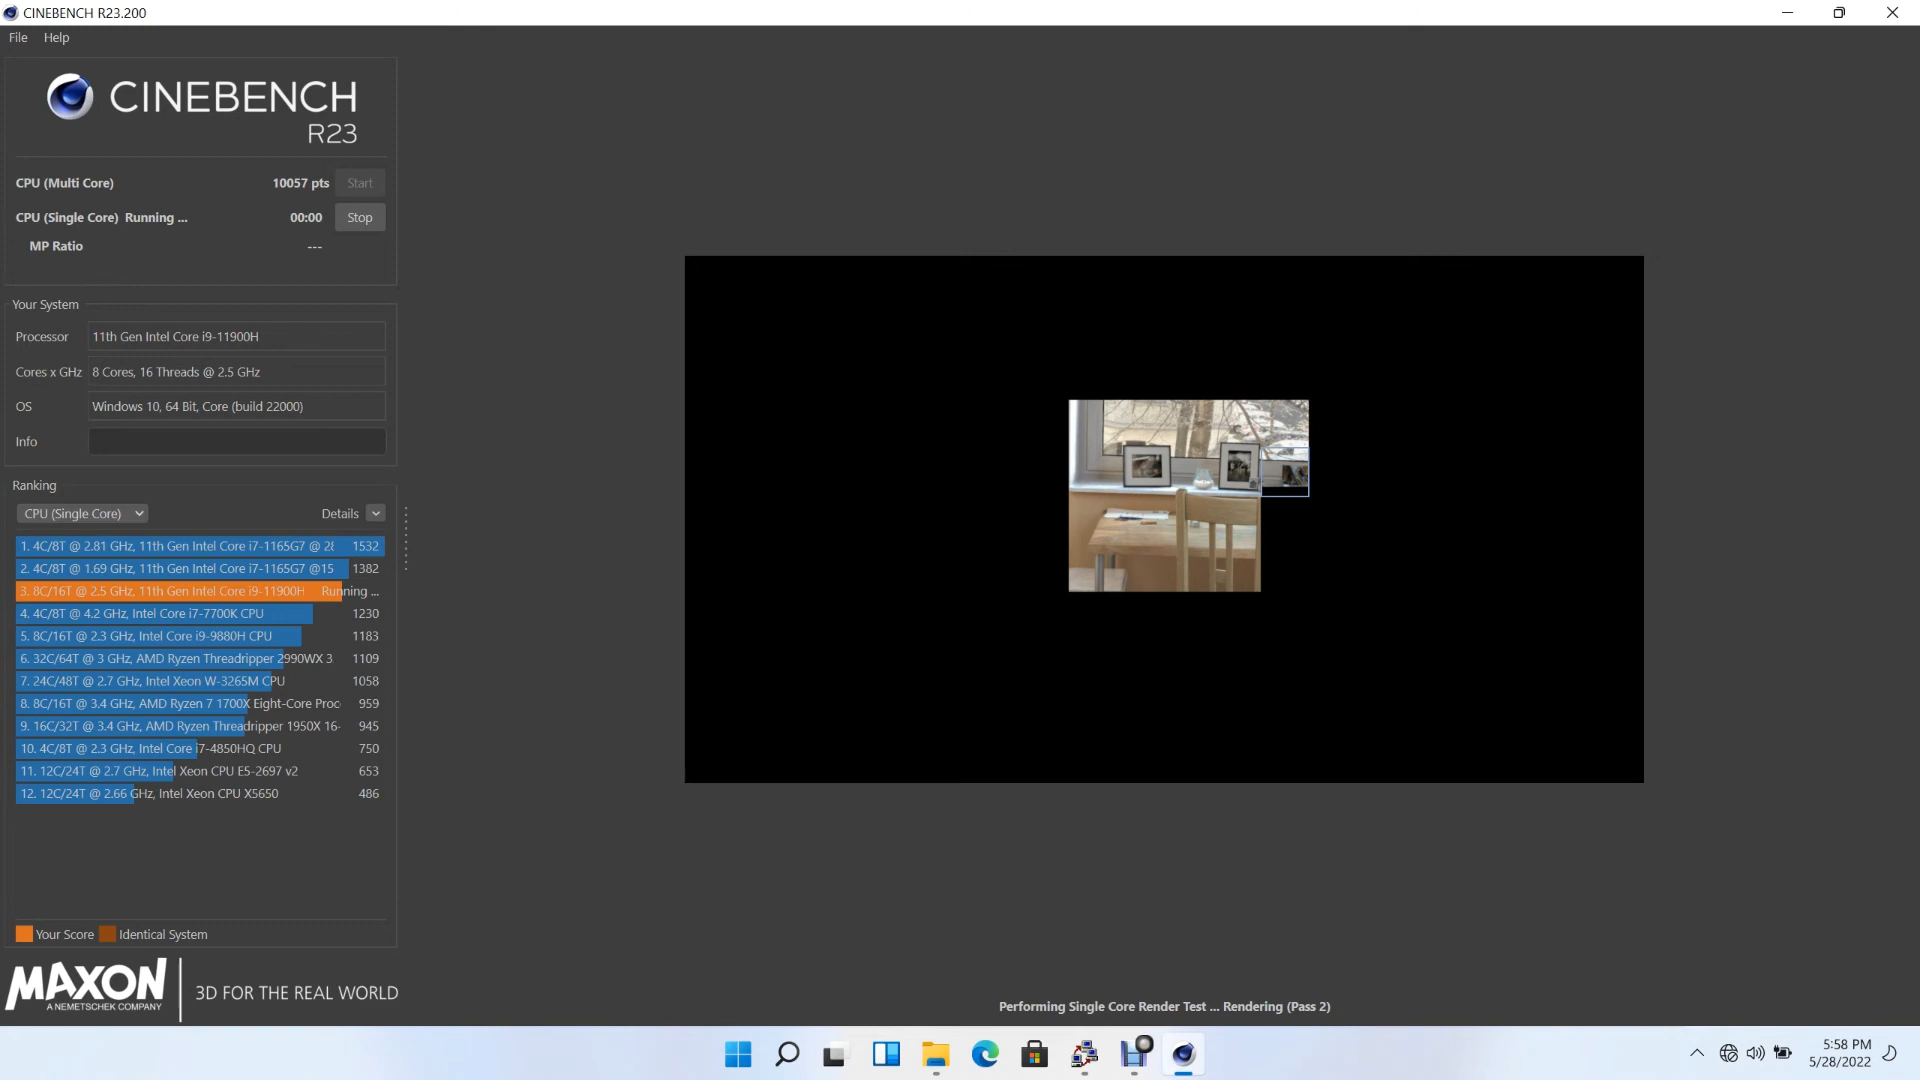 CINEBENCH R23.200
File Help
CINEBENCH
R23
CPU (Multi Core) 10057 pts Start
CPU (Single Core) Running ... 00:00 Stop
MP Ratio ---
Your System
Processor 11th Gen Intel Core i9-11900H
Cores x GHz 8 Cores, 16 Threads @ 2.5 GHz
OS Windows 10, 64 Bit, Core (build 22000)
Info
Ranking
CPU (Single Core) Details
1. 4C/8T @ 2.81 GHz, 11th Gen Intel Core i7-1165G7 @ 28 1532
2. 4C/8T @ 1.69 GHz, 11th Gen Intel Core i7-1165G7 @15 1382
3. 8C/16T @ 2.5 GHz, 11th Gen Intel Core i9-11900H Running ...
4. 4C/8T @ 4.2 GHz, Intel Core i7-7700K CPU 1230
5. 8C/16T @ 2.3 GHz, Intel Core i9-9880H CPU 1183
6. 32C/64T @ 3 GHz, AMD Ryzen Threadripper 2990WX 3 1109
7. 24C/48T @ 2.7 GHz, Intel Xeon W-3265M CPU 1058
8. 8C/16T @ 3.4 GHz, AMD Ryzen 7 1700X Eight-Core Proc 959
9. 16C/32T @ 3.4 GHz, AMD Ryzen Threadripper 1950X 16- 945
10. 4C/8T @ 2.3 GHz, Intel Core i7-4850HQ CPU 750
11. 12C/24T @ 2.7 GHz, Intel Xeon CPU E5-2697 v2 653
12. 12C/24T @ 2.66 GHz, Intel Xeon CPU X5650 486
Your Score Identical System
MAXON
A NEMETSCHEK COMPANY
3D FOR THE REAL WORLD
Performing Single Core Render Test ... Rendering (Pass 2)
5:58 PM
5/28/2022